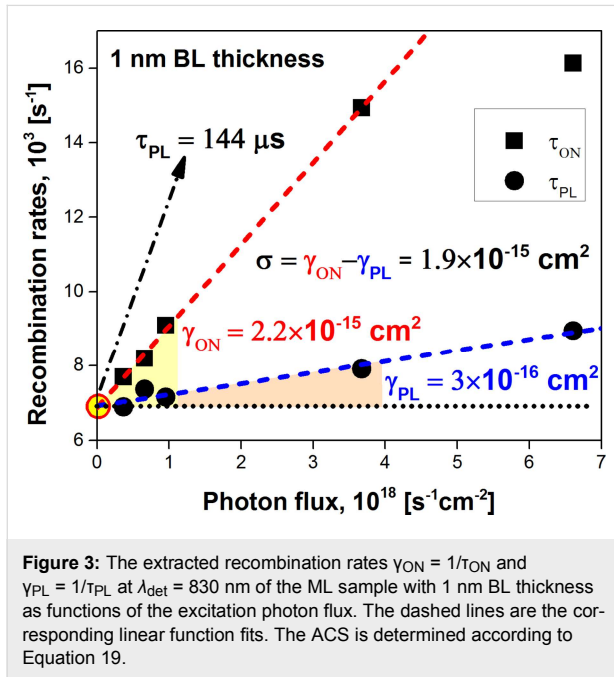 1 nm BL thickness
τPL = 144 µs
τON
τPL
σ = γON–γPL = 1.9×10-15 cm2
γON = 2.2×10-15 cm2
γPL = 3×10-16 cm2
Recombination rates, 10^3 [s-1]
16
14
12
10
8
6
0 1 2 3 4 5 6 7
Photon flux, 10^18 [s-1cm-2]
Figure 3: The extracted recombination rates γON = 1/τON and
γPL = 1/τPL at λdet = 830 nm of the ML sample with 1 nm BL thickness
as functions of the excitation photon flux. The dashed lines are the cor-
responding linear function fits. The ACS is determined according to
Equation 19.